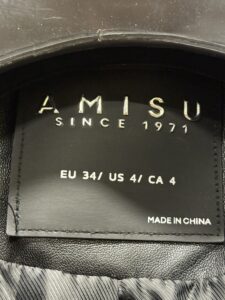 AMISU
SINCE 1971
EU 34/ US 4/ CA 4
MADE IN CHINA